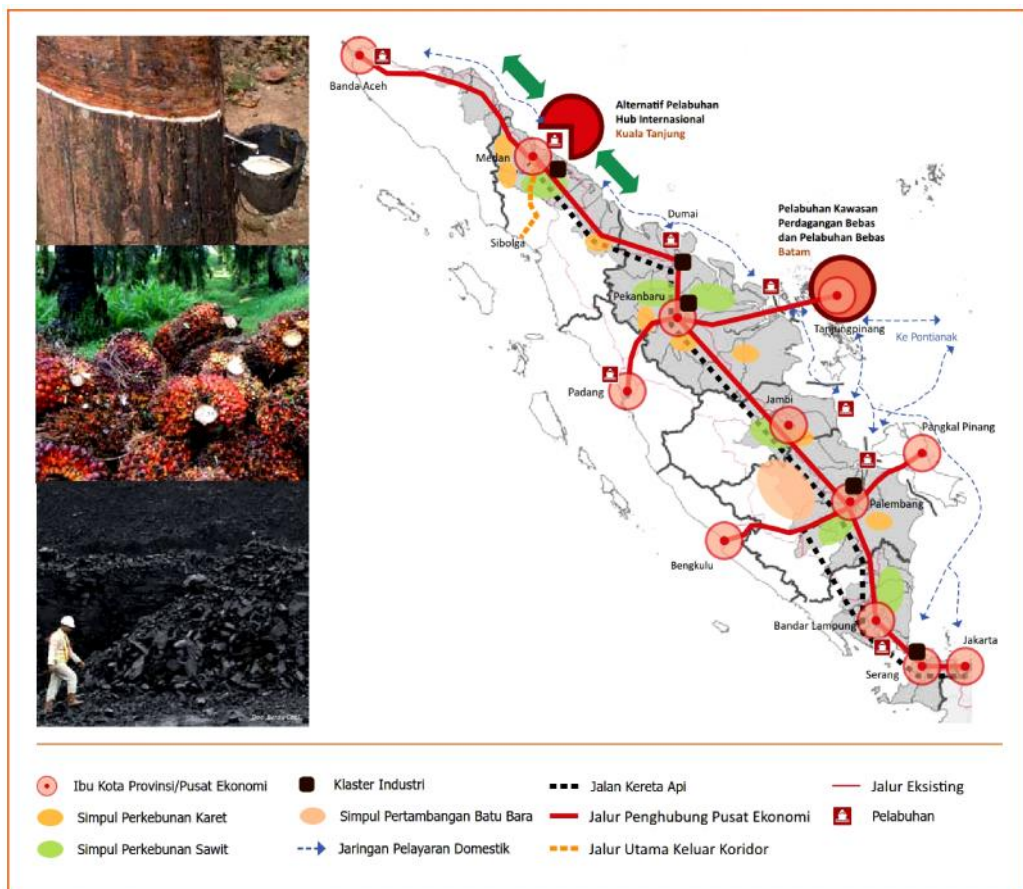 Banda Aceh
Alternatif Pelabuhan
Hub Internasional
Kuala Tanjung
Medan
Dumai
Pelabuhan Kawasan
Perdagangan Bebas
dan Pelabuhan Bebas
Batam
Sibolga
Pekanbaru
Tanjungpinang
Ke Pontianak
Padang
Jambi
Pangkal Pinang
Palembang
Bengkulu
Bandar Lampung
Jakarta
Serang
Ibu Kota Provinsi/Pusat Ekonomi
Klaster Industri
Jalan Kereta Api
Jalur Eksisting
Simpul Perkebunan Karet
Simpul Pertambangan Batu Bara
Jalur Penghubung Pusat Ekonomi
Pelabuhan
Simpul Perkebunan Sawit
Jaringan Pelayaran Domestik
Jalur Utama Keluar Koridor